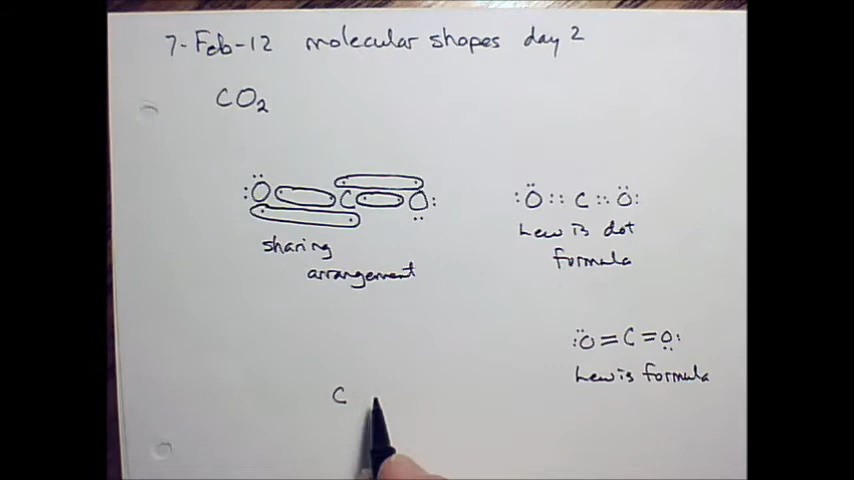 7-Feb-12 molecular shapes day 2
CO₂
:Ö C O:
sharing
arrangement
:Ö :: C :: Ö:
Lewis dot
formula
:Ö=C=O:
Lewis formula
C